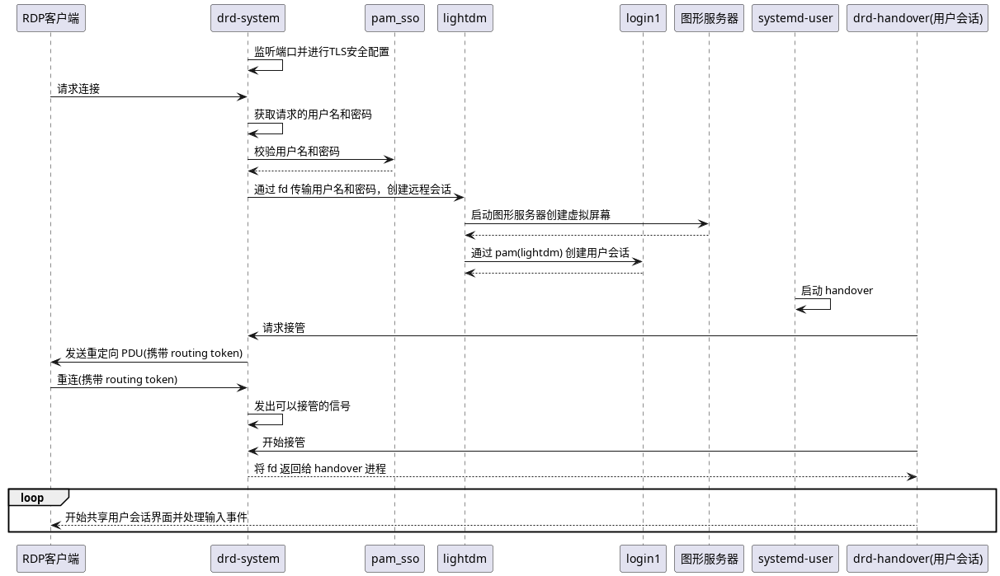 RDP客户端
drd-system
pam_sso
lightdm
login1
图形服务器
systemd-user
drd-handover(用户会话)
监听端口并进行TLS安全配置
请求连接
获取请求的用户名和密码
校验用户名和密码
通过 fd 传输用户名和密码，创建远程会话
启动图形服务器创建虚拟屏幕
通过 pam(lightdm) 创建用户会话
启动 handover
请求接管
发送重定向 PDU(携带 routing token)
重连(携带 routing token)
发出可以接管的信号
开始接管
将 fd 返回给 handover 进程
loop
开始共享用户会话界面并处理输入事件
RDP客户端
drd-system
pam_sso
lightdm
login1
图形服务器
systemd-user
drd-handover(用户会话)